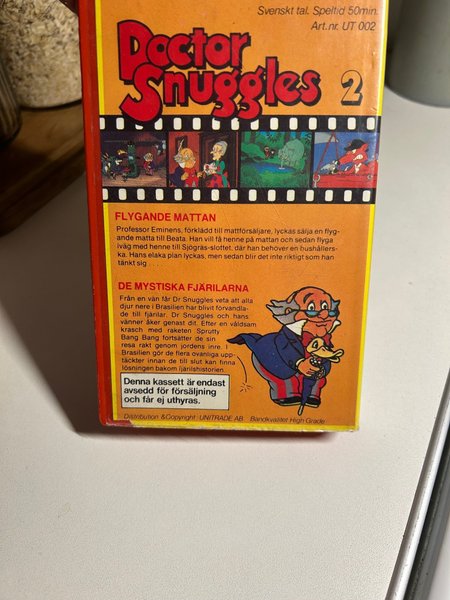 Svenskt tal. Speltid 50min.
Art.nr. UT 002
Doctor
Snuggles 2
FLYGANDE MATTAN
Professor Eminens, förklädd till mattförsäljare, lyckas sälja en flyg-
ande matta till Beata. Han vill få henne på mattan och sedan flyga
iväg med henne till Sjögräs-slottet, där han behöver en hushållers-
ka. Hans elaka plan lyckas, men sedan blir det inte riktigt som han
tänkt sig . . .
DE MYSTISKA FJÄRILARNA
Från en vän får Dr Snuggles veta att alla
djur nere i Brasilien har blivit förvandla-
de till fjärilar. Dr Snuggles och hans
vänner åker genast dit. Efter en våldsam
krasch med raketen Sprutty
Bang Bang fortsätter de sin
resa rakt genom jordens inre. I
Brasilien gör de flera ovänliga upp-
täckter innan de till slut kan finna
lösningen bakom fjärilshistorien.
Denna kassett är endast
avsedd för försäljning
och får ej uthyras.
Distribution &Copyright UNITRADE AB Bandkvalitet High Grade